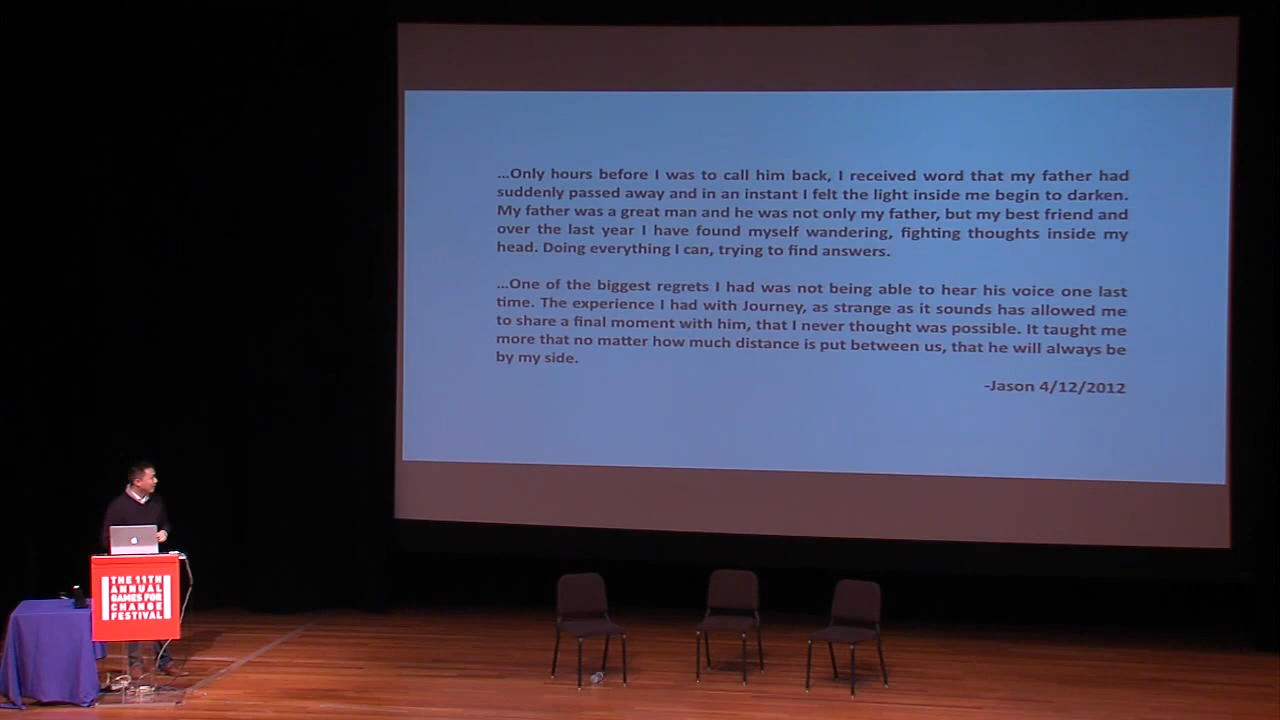 ...Only hours before I was to call him back, I received word that my father had
suddenly passed away and in an instant I felt the light inside me begin to darken.
My father was a great man and he was not only my father, but my best friend and
over the last year I have found myself wandering, fighting thoughts inside my
head. Doing everything I can, trying to find answers.
...One of the biggest regrets I had was not being able to hear his voice one last
time. The experience I had with Journey, as strange as it sounds has allowed me
to share a final moment with him, that I never thought was possible. It taught me
more that no matter how much distance is put between us, that he will always be
by my side.
-Jason 4/12/2012
THE 11TH
ANNUAL
GAMES FOR
CHANGE
FESTIVAL